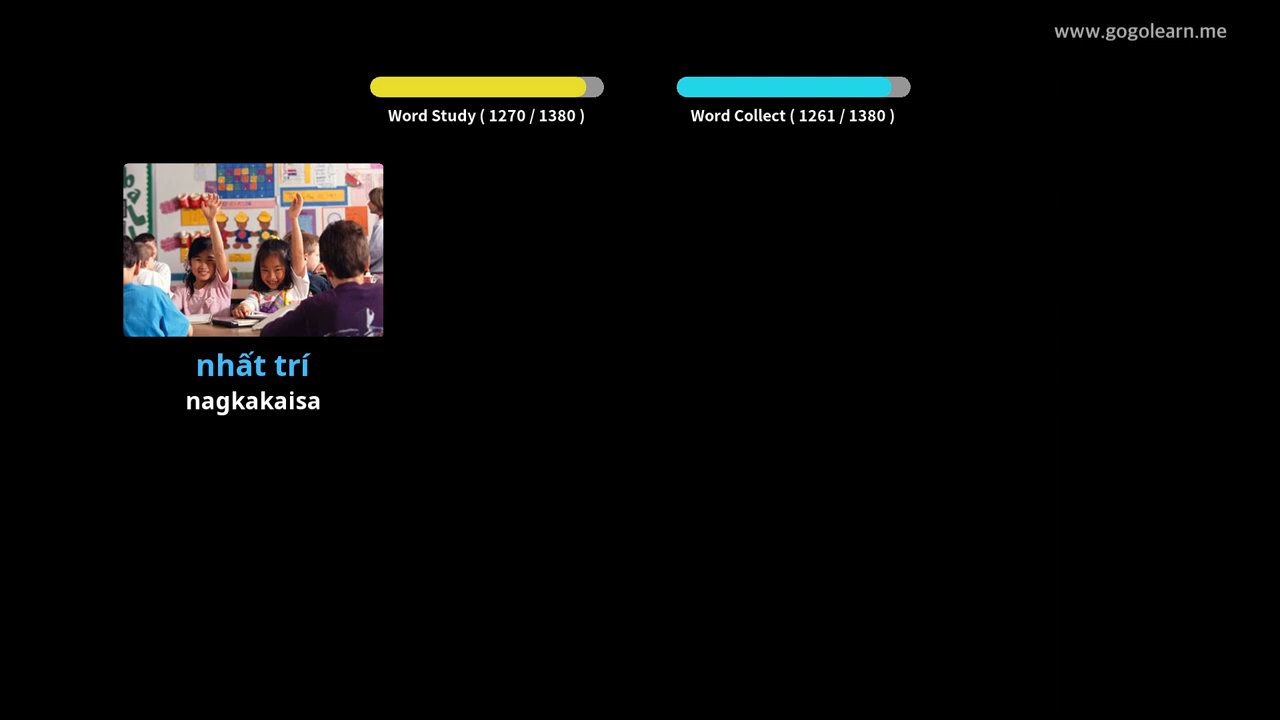 www.gogolearn.me
Word Study ( 1270 / 1380 )
Word Collect ( 1261 / 1380 )
nhất trí
nagkakaisa